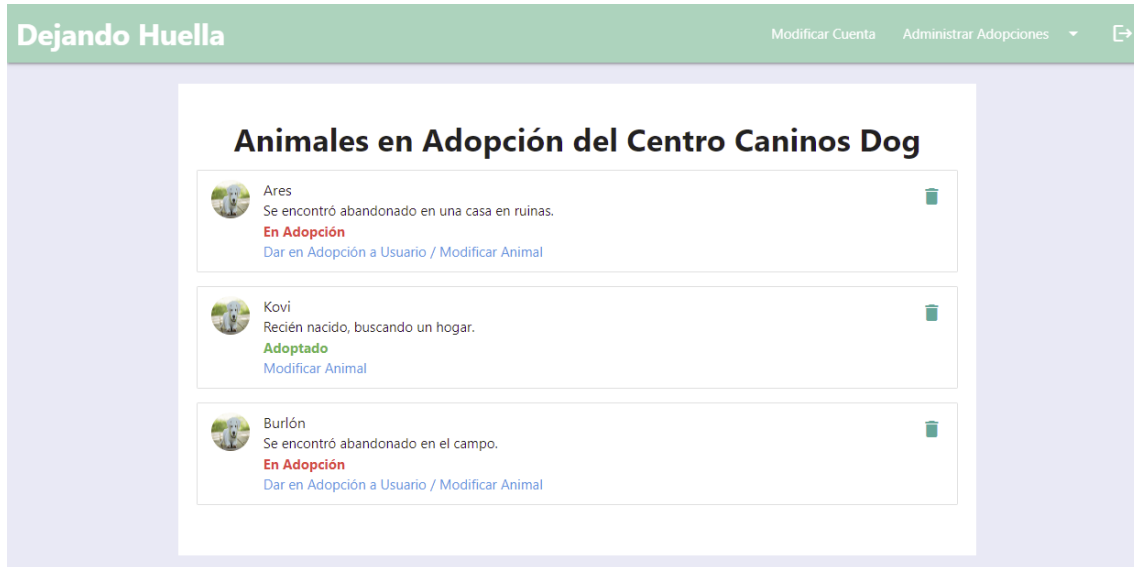 Dejando Huella
Modificar Cuenta
Administrar Adopciones
Animales en Adopción del Centro Caninos Dog
Ares
Se encontró abandonado en una casa en ruinas.
En Adopción
Dar en Adopción a Usuario / Modificar Animal
Kovi
Recién nacido, buscando un hogar.
Adoptado
Modificar Animal
Burlón
Se encontró abandonado en el campo.
En Adopción
Dar en Adopción a Usuario / Modificar Animal